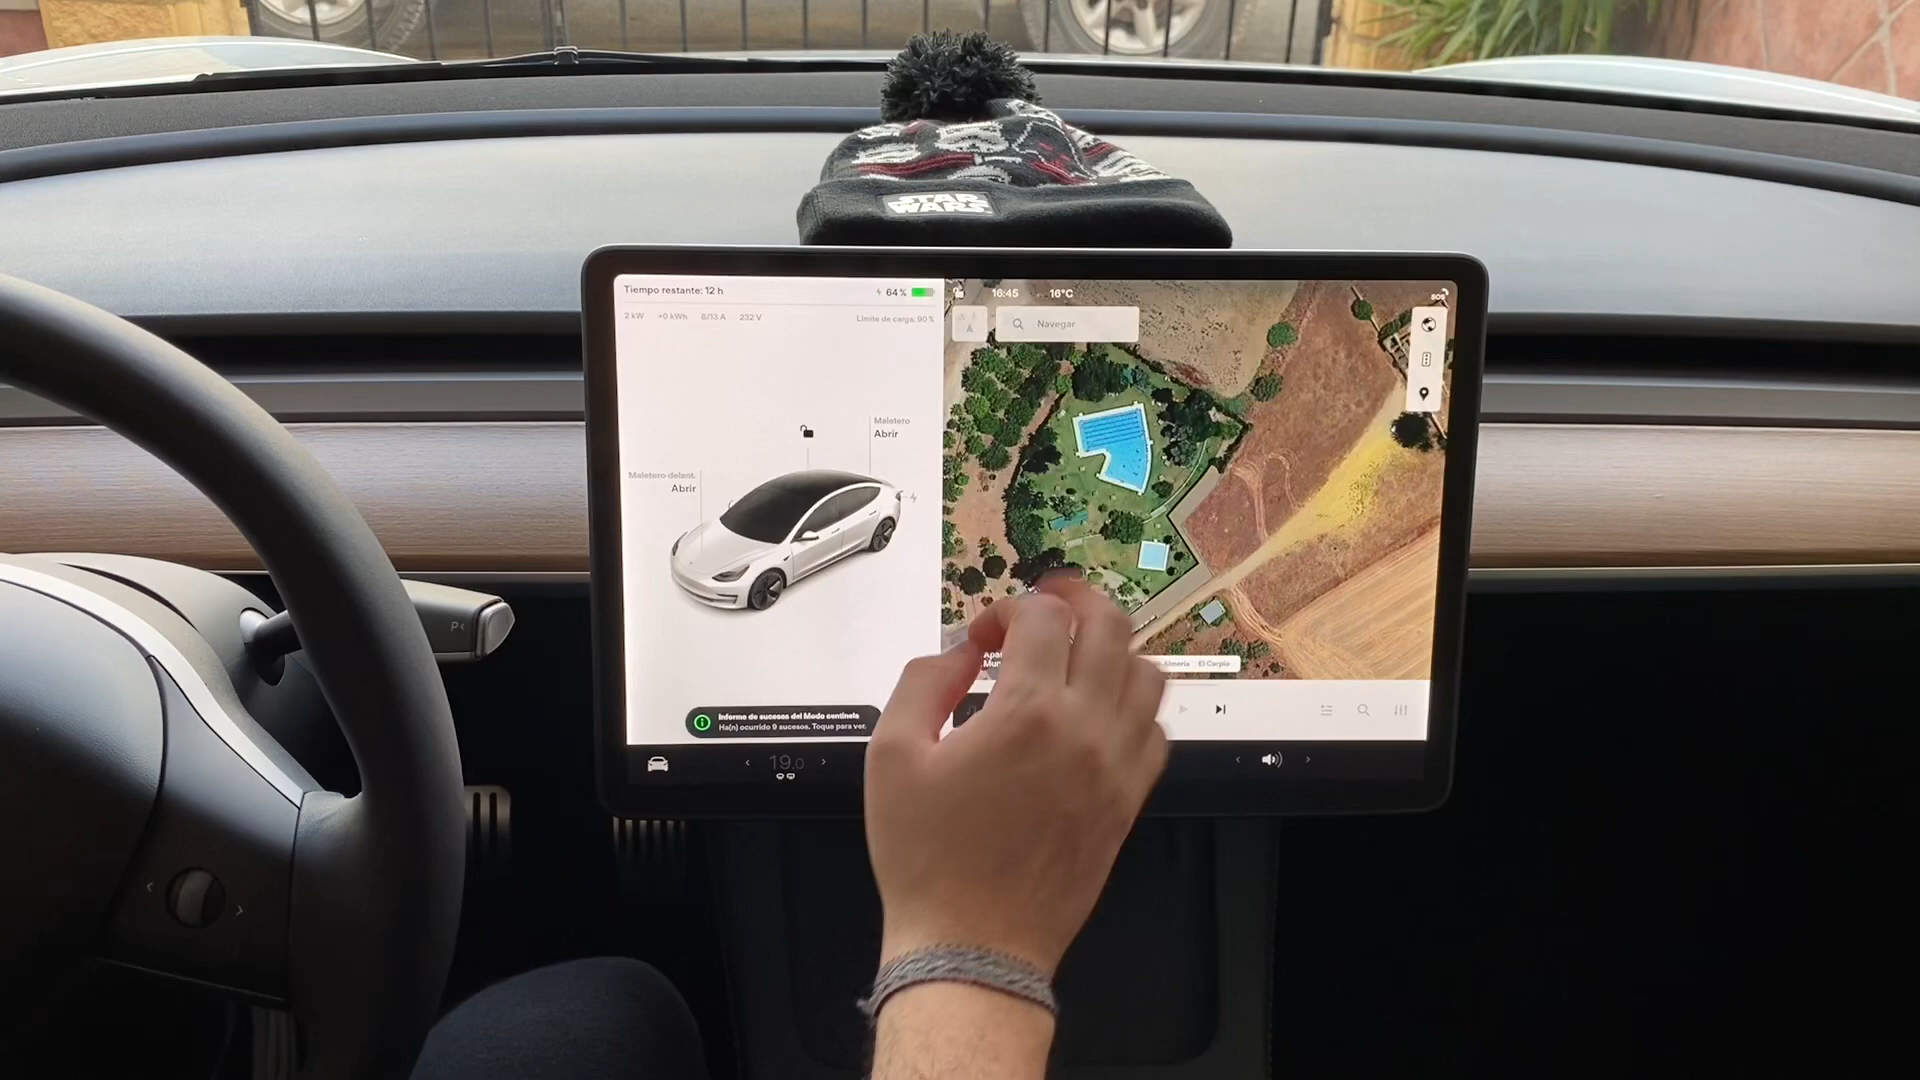 STAR
WARS
Tiempo restante: 12 h
64 %
2 kW +0 kWh 8/13 A 232 V
Límite de carga: 90 %
16:45 16°C
SOS
Navegar
Maletero
Abrir
Maletero delant.
Abrir
P
Almería El Carpio
Informe de sucesos del Modo centinela
Ha(n) ocurrido 9 sucesos. Toque para ver.
19.0